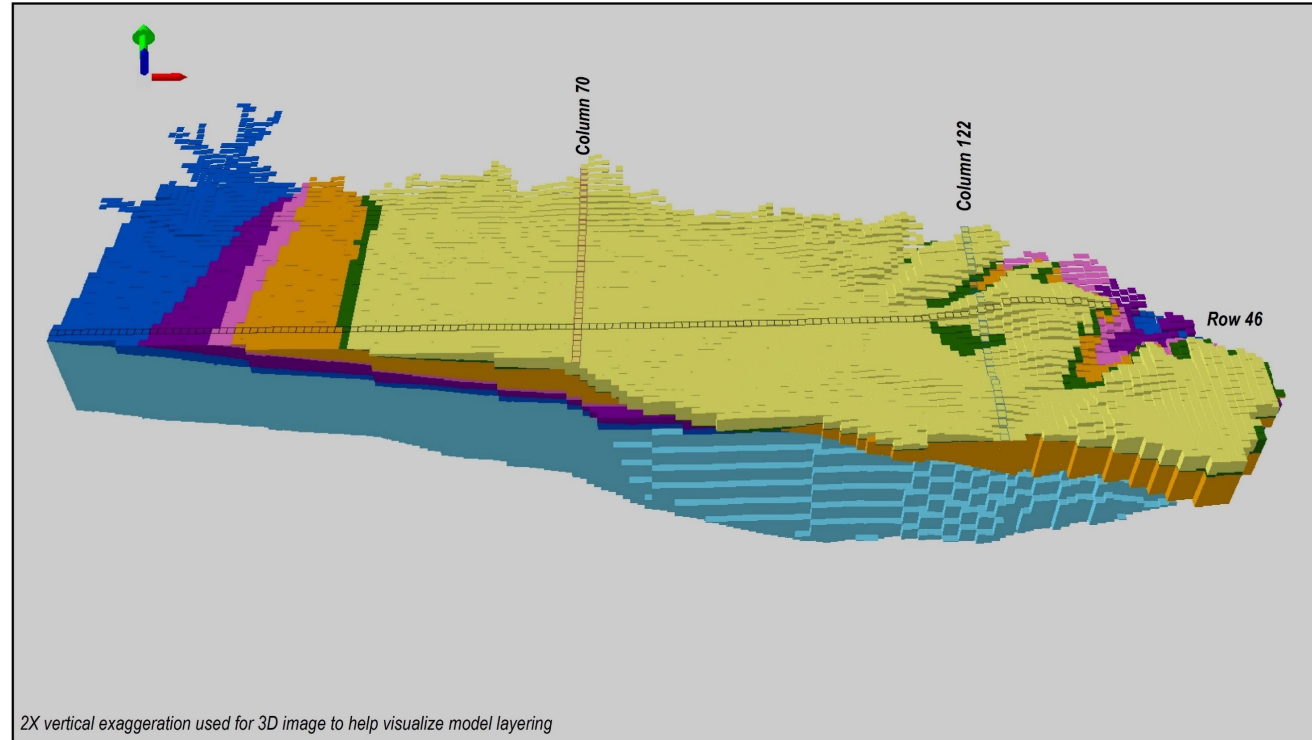 Column 70
Column 122
Row 46
2X vertical exaggeration used for 3D image to help visualize model layering